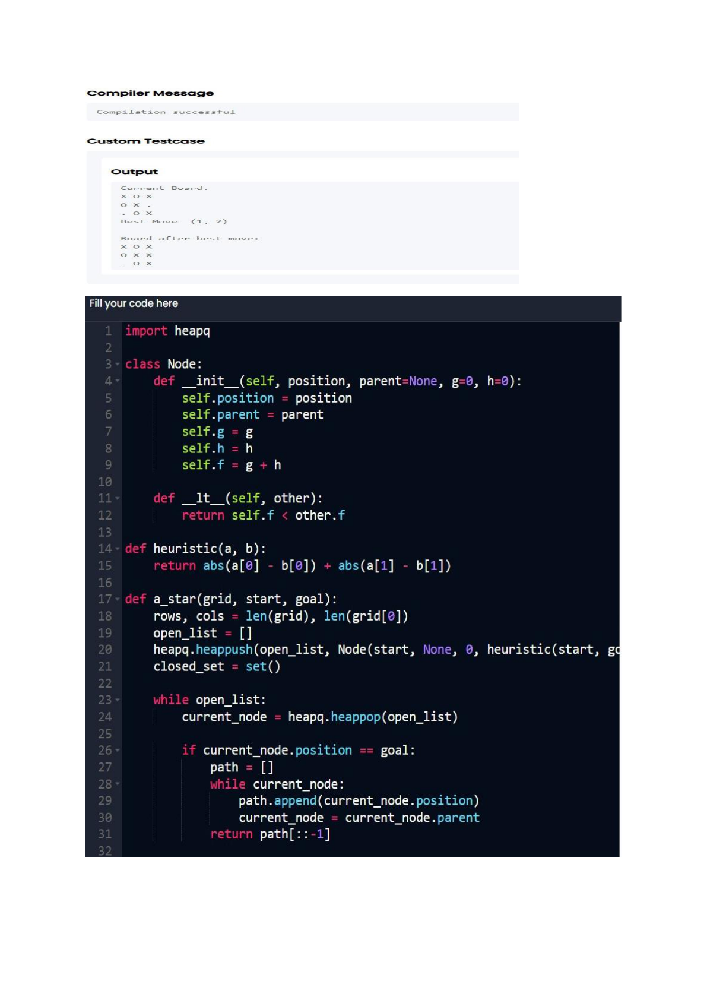 Compiler Message
Compilation successful
Custom Testcase
Output
Current Board:
X O X
O X .
. O X
Best Move: (1, 2)
Board after best move:
X O X
O X X
. O X
Fill your code here
1 import heapq
2
3 class Node:
4     def __init__(self, position, parent=None, g=0, h=0):
5         self.position = position
6         self.parent = parent
7         self.g = g
8         self.h = h
9         self.f = g + h
10
11     def __lt__(self, other):
12         return self.f < other.f
13
14 def heuristic(a, b):
15     return abs(a[0] - b[0]) + abs(a[1] - b[1])
16
17 def a_star(grid, start, goal):
18     rows, cols = len(grid), len(grid[0])
19     open_list = []
20     heapq.heappush(open_list, Node(start, None, 0, heuristic(start, go
21     closed_set = set()
22
23     while open_list:
24         current_node = heapq.heappop(open_list)
25
26         if current_node.position == goal:
27             path = []
28             while current_node:
29                 path.append(current_node.position)
30                 current_node = current_node.parent
31             return path[::-1]
32